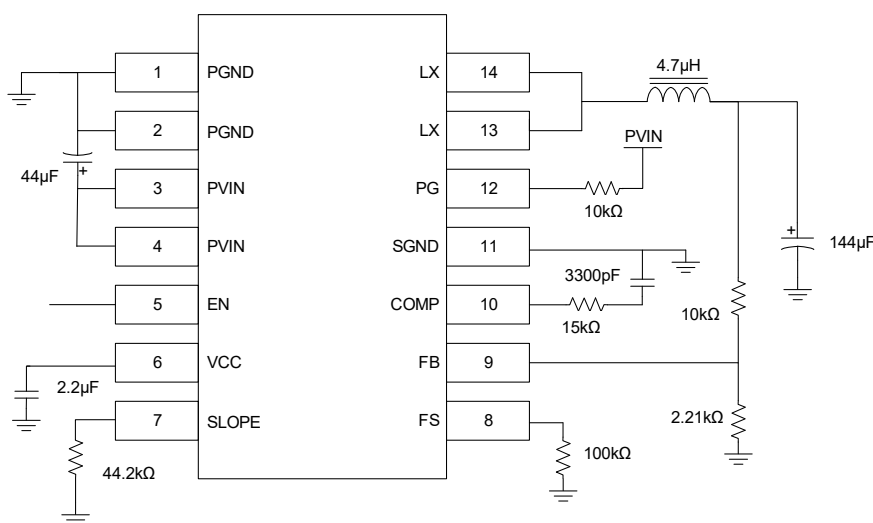 4.7µH
1 PGND LX 14
2 PGND LX 13
PVIN
44µF
3 PVIN PG 12
10kΩ
4 PVIN SGND 11
144µF
3300pF
5 EN COMP 10
15kΩ
10kΩ
6 VCC FB 9
2.2µF
7 SLOPE FS 8
2.21kΩ
44.2kΩ
100kΩ